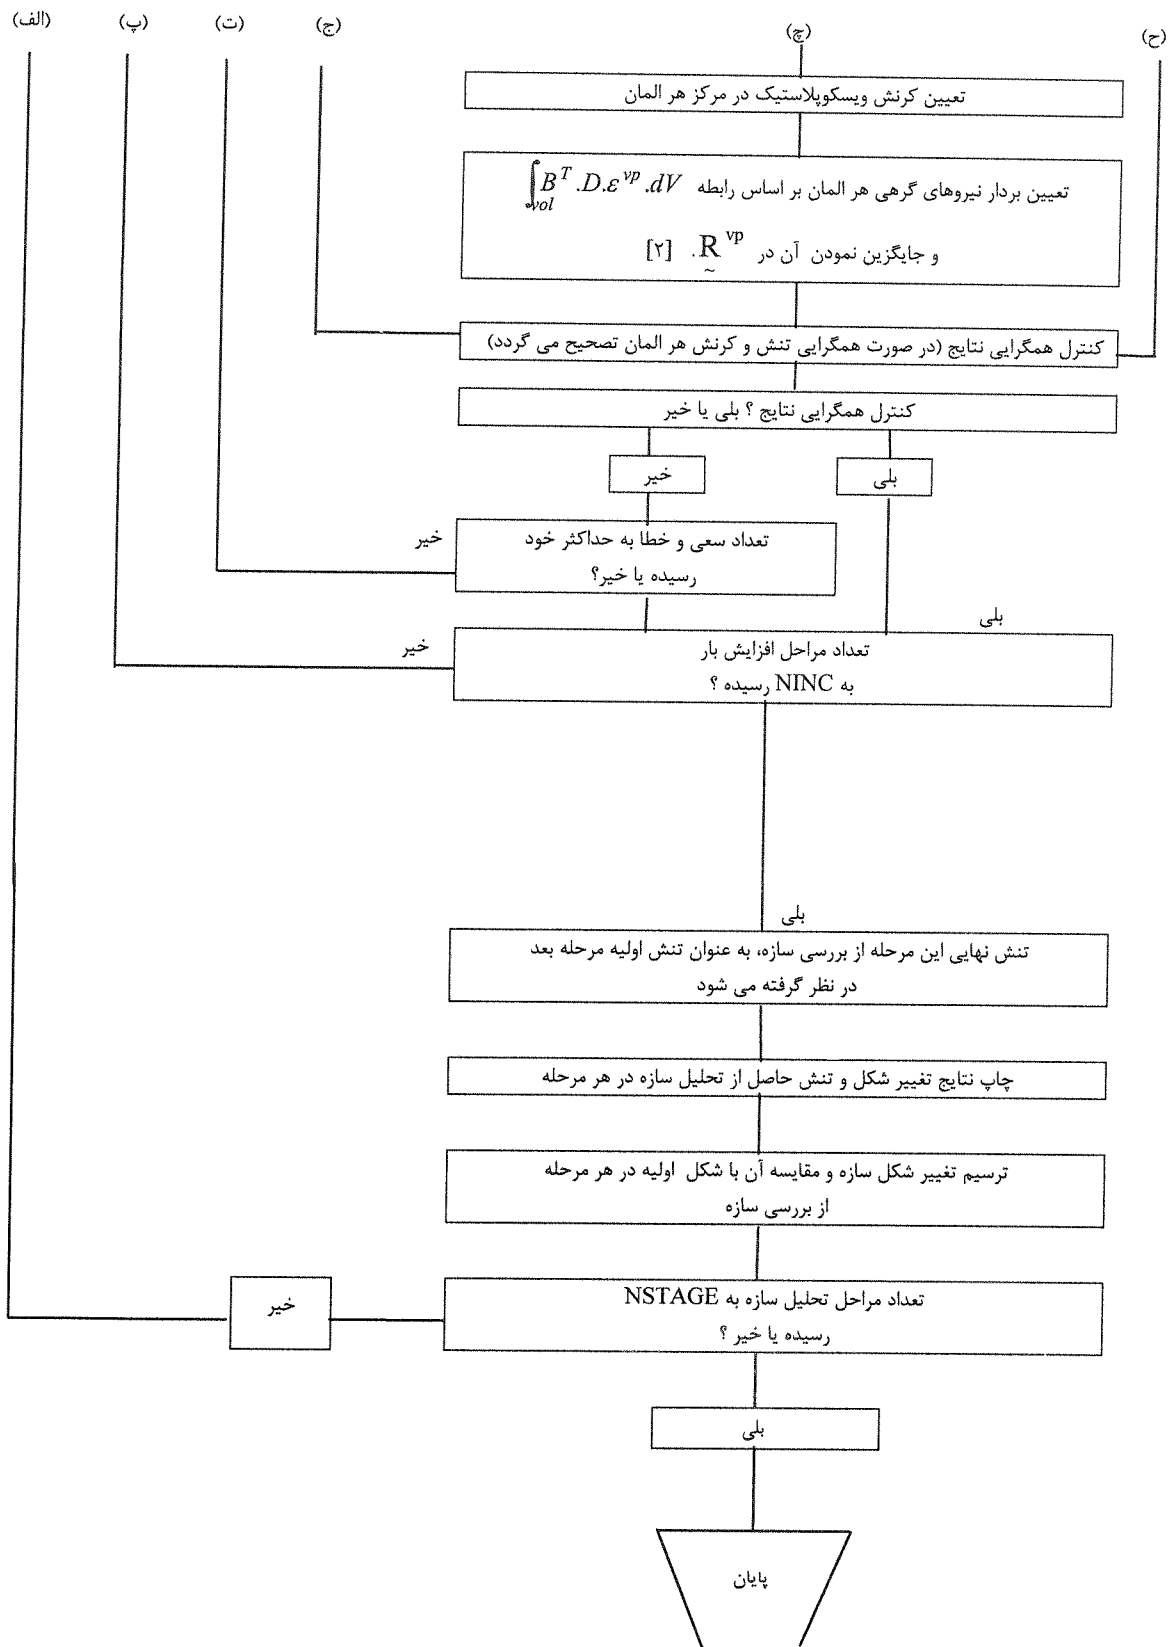 (الف)
(پ)
(ت)
(ج)
(چ)
(ح)
تعیین کرنش ویسکوپلاستیک در مرکز هر المان
تعیین بردار نیروهای گرهی هر المان بر اساس رابطه ∫vol B^T .D.ε^vp .dV
و جایگزین نمودن آن در R^vp . [۲]
کنترل همگرایی نتایج (در صورت همگرایی تنش و کرنش هر المان تصحیح می گردد)
کنترل همگرایی نتایج ؟ بلی یا خیر
خیر
بلی
تعداد سعی و خطا به حداکثر خود
رسیده یا خیر؟
خیر
بلی
تعداد مراحل افزایش بار
به NINC رسیده ؟
خیر
بلی
تنش نهایی این مرحله از بررسی سازه، به عنوان تنش اولیه مرحله بعد
در نظر گرفته می شود
چاپ نتایج تغییر شکل و تنش حاصل از تحلیل سازه در هر مرحله
ترسیم تغییر شکل سازه و مقایسه آن با شکل اولیه در هر مرحله
از بررسی سازه
تعداد مراحل تحلیل سازه به NSTAGE
رسیده یا خیر ؟
خیر
بلی
پایان